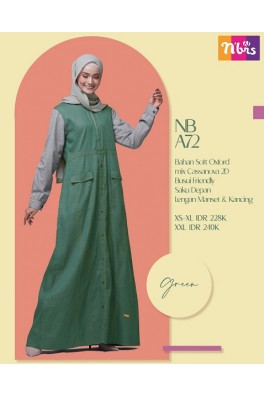 Nbrs
NB
A72
Bahan Soft Oxford
mix Cassanova 2D
Busui Friendly
Saku Depan
Lengan Manset & Kancing
XS-XL IDR 228K
XXL IDR 240K
Green